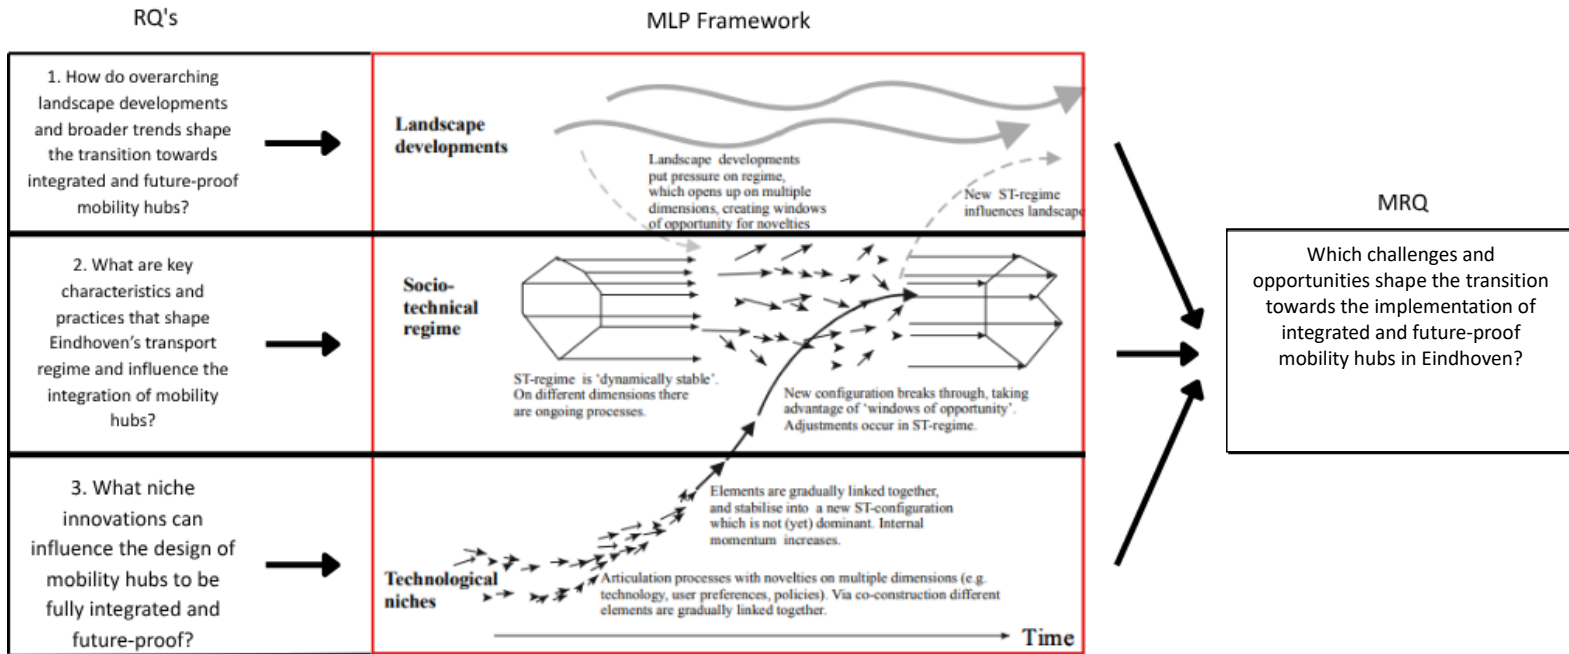 RQ's
MLP Framework
1. How do overarching
landscape developments
and broader trends shape
the transition towards
integrated and future-proof
mobility hubs?
Landscape
developments
Landscape developments
put pressure on regime,
which opens up on multiple
dimensions, creating windows
of opportunity for novelties
New ST-regime
influences landscape
2. What are key
characteristics and
practices that shape
Eindhoven's transport
regime and influence the
integration of mobility
hubs?
Socio-
technical
regime
ST-regime is 'dynamically stable'.
On different dimensions there
are ongoing processes.
New configuration breaks through, taking
advantage of 'windows of opportunity'.
Adjustments occur in ST-regime.
3. What niche
innovations can
influence the design of
mobility hubs to be
fully integrated and
future-proof?
Technological
niches
Elements are gradually linked together,
and stabilise into a new ST-configuration
which is not (yet) dominant. Internal
momentum increases.
Articulation processes with novelties on multiple dimensions (e.g.
technology, user preferences, policies). Via co-construction different
elements are gradually linked together.
Time
MRQ
Which challenges and
opportunities shape the transition
towards the implementation of
integrated and future-proof
mobility hubs in Eindhoven?